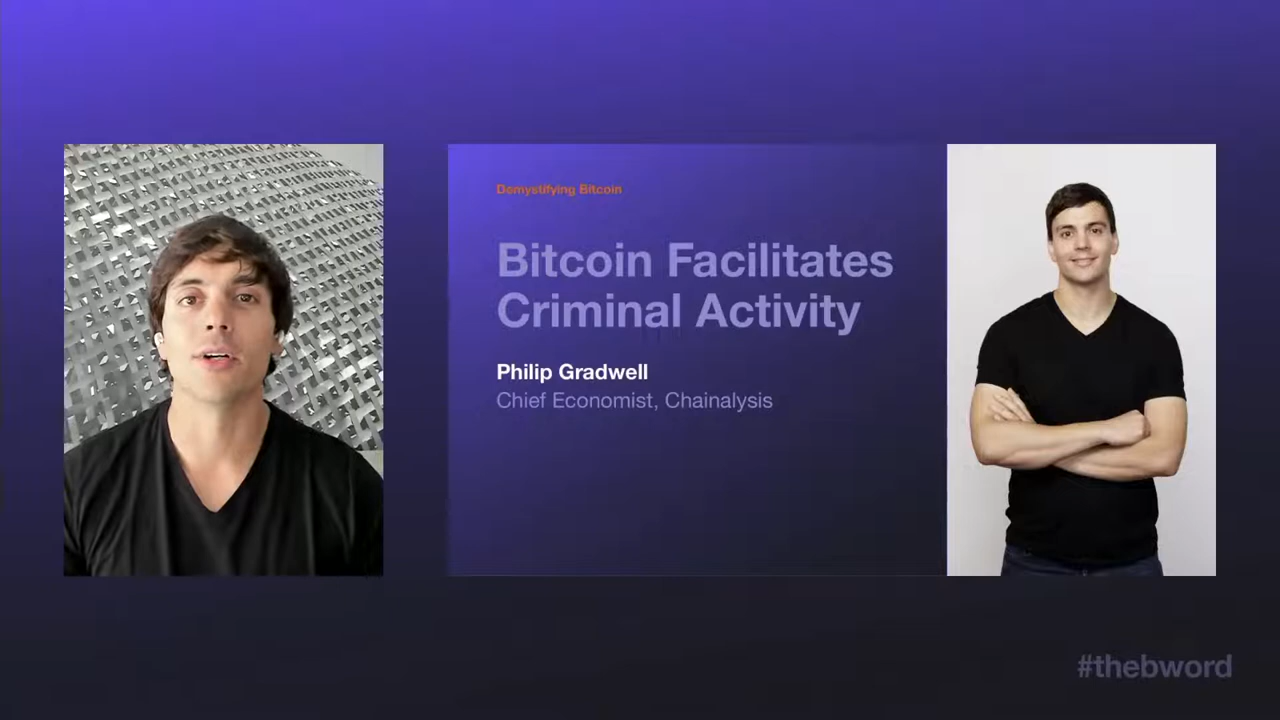 Demystifying Bitcoin
Bitcoin Facilitates
Criminal Activity
Philip Gradwell
Chief Economist, Chainalysis
#thebword